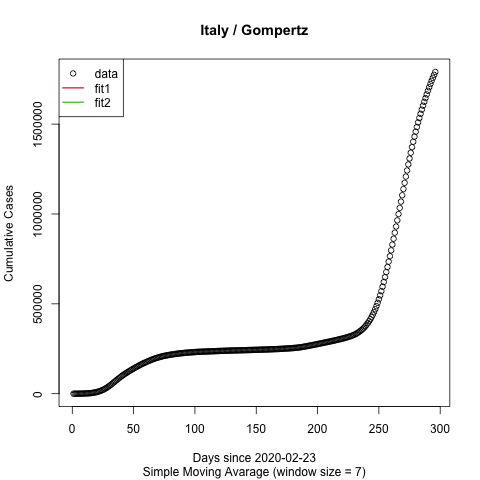 Italy / Gompertz
data
fit1
fit2
Cumulative Cases
0
500000
1000000
1500000
0 50 100 150 200 250 300
Days since 2020-02-23
Simple Moving Avarage (window size = 7)